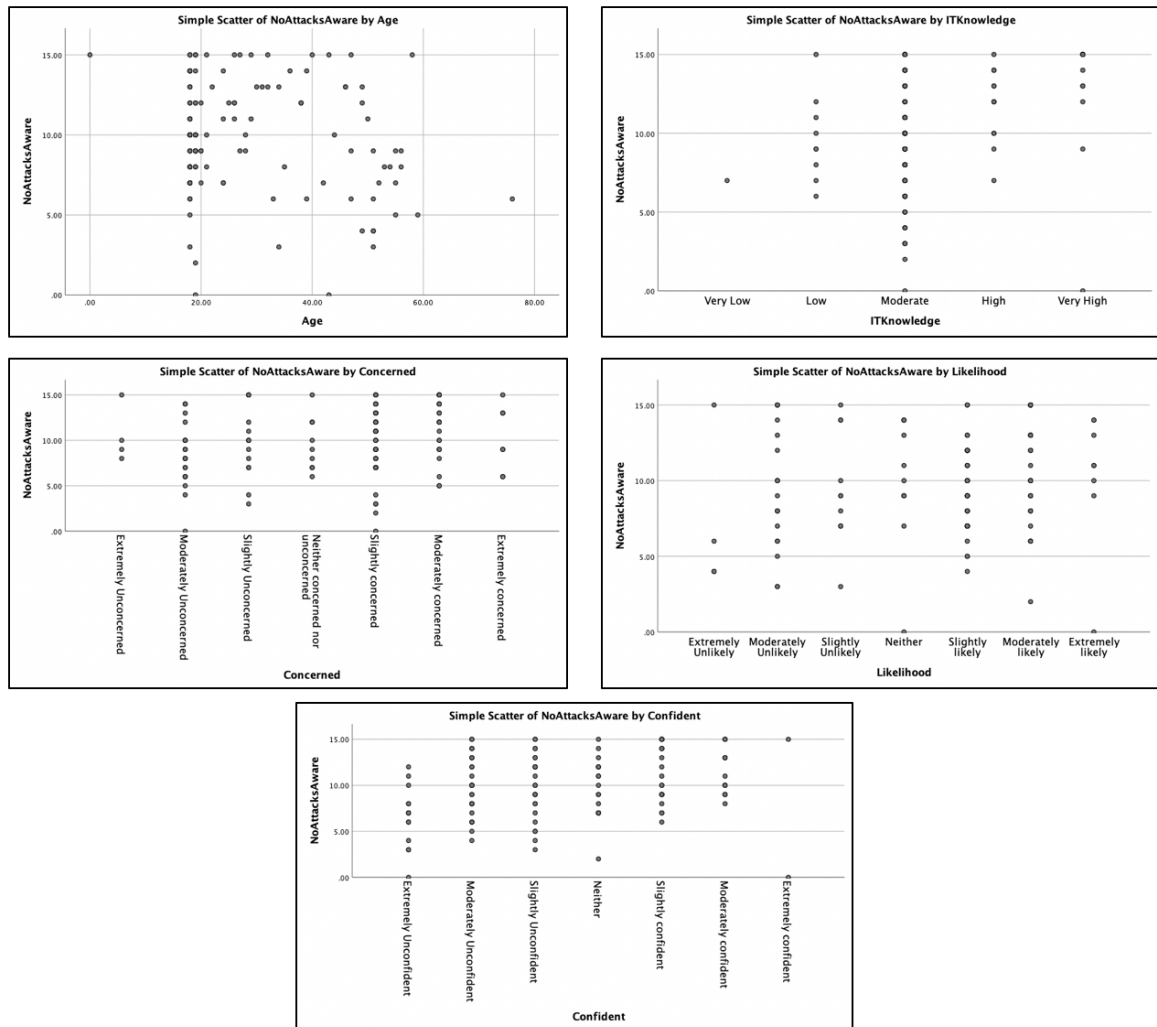 Simple Scatter of NoAttacksAware by Age
NoAttacksAware
15.00
10.00
5.00
.00
.00 20.00 40.00 60.00 80.00
Age
Simple Scatter of NoAttacksAware by ITKnowledge
NoAttacksAware
15.00
10.00
5.00
.00
Very Low Low Moderate High Very High
ITKnowledge
Simple Scatter of NoAttacksAware by Concerned
NoAttacksAware
15.00
10.00
5.00
.00
Extremely Unconcerned
Moderately Unconcerned
Slightly Unconcerned
Neither concerned nor
unconcerned
Slightly concerned
Moderately concerned
Extremely concerned
Concerned
Simple Scatter of NoAttacksAware by Likelihood
NoAttacksAware
15.00
10.00
5.00
.00
Extremely
Unlikely
Moderately
Unlikely
Slightly
Unlikely
Neither
Slightly
likely
Moderately
likely
Extremely
likely
Likelihood
Simple Scatter of NoAttacksAware by Confident
NoAttacksAware
15.00
10.00
5.00
.00
Extremely Unconfident
Moderately Unconfident
Slightly Unconfident
Neither
Slightly confident
Moderately confident
Extremely confident
Confident